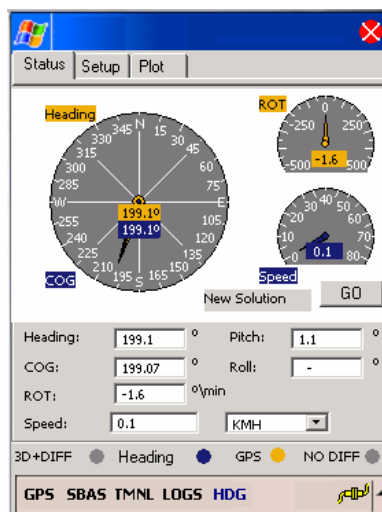 Status Setup Plot
Heading
ROT
345 N 15
330 30
315 45
300 60
285 75
W E
255 105
240 120
225 135
210 150
195 S 165
199.1º
199.1º
COG
-250 0 250
-500 500
-1.6
0 10 20 30 40 50 60 70 80
0.1
Speed
New Solution GO
Heading: 199.1 º Pitch: 1.1 º
COG: 199.07 º Roll: - º
ROT: -1.6 º\min
Speed: 0.1 KMH
3D+DIFF Heading GPS NO DIFF
GPS SBAS TMNL LOGS HDG